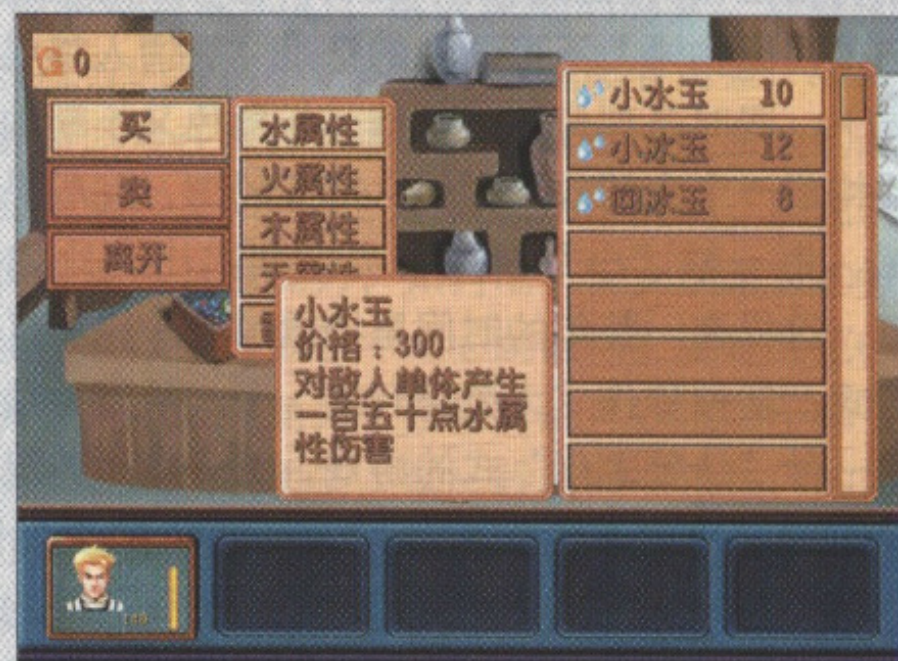 G 0
买
卖
离开
水属性
火属性
木属性
小水玉 10
小冰玉 12
冰玉
小水玉
价格：300
对敌人单体产生
一百五十点水属
性伤害